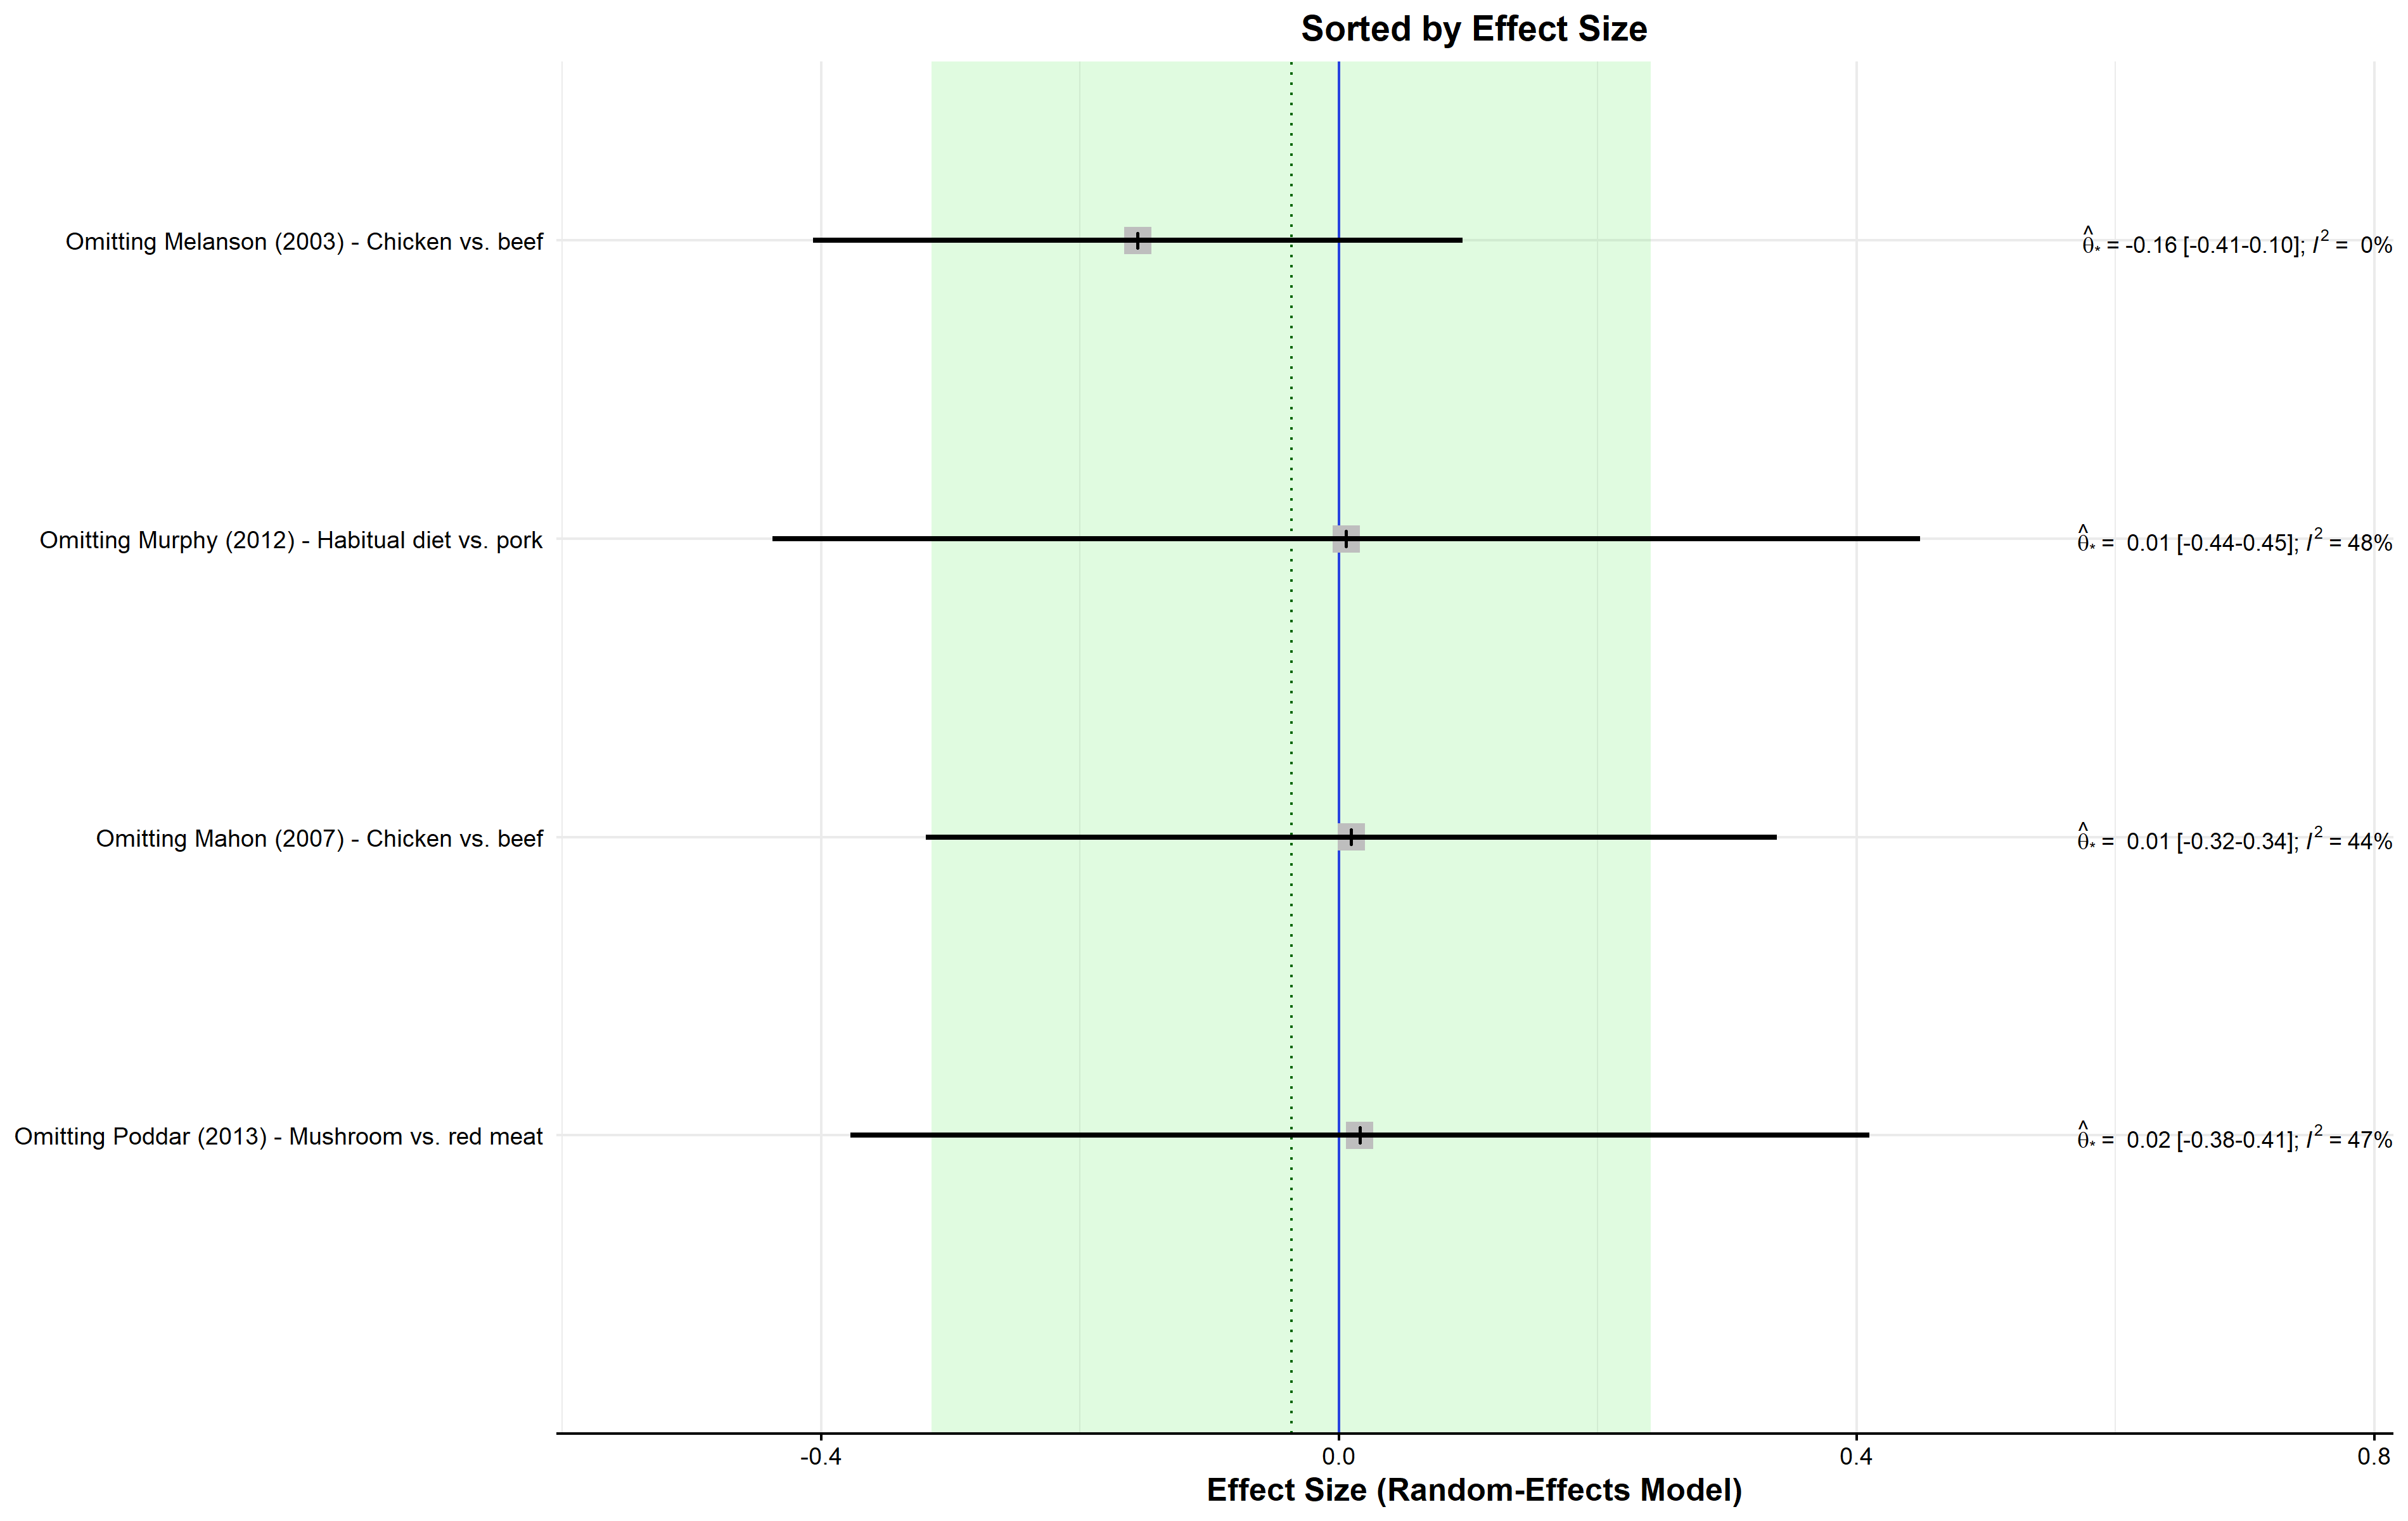 Sorted by Effect Size
Omitting Melanson (2003) - Chicken vs. beef
θ̂* = -0.16 [-0.41-0.10]; I² = 0%
Omitting Murphy (2012) - Habitual diet vs. pork
θ̂* = 0.01 [-0.44-0.45]; I² = 48%
Omitting Mahon (2007) - Chicken vs. beef
θ̂* = 0.01 [-0.32-0.34]; I² = 44%
Omitting Poddar (2013) - Mushroom vs. red meat
θ̂* = 0.02 [-0.38-0.41]; I² = 47%
-0.4 0.0 0.4 0.8
Effect Size (Random-Effects Model)